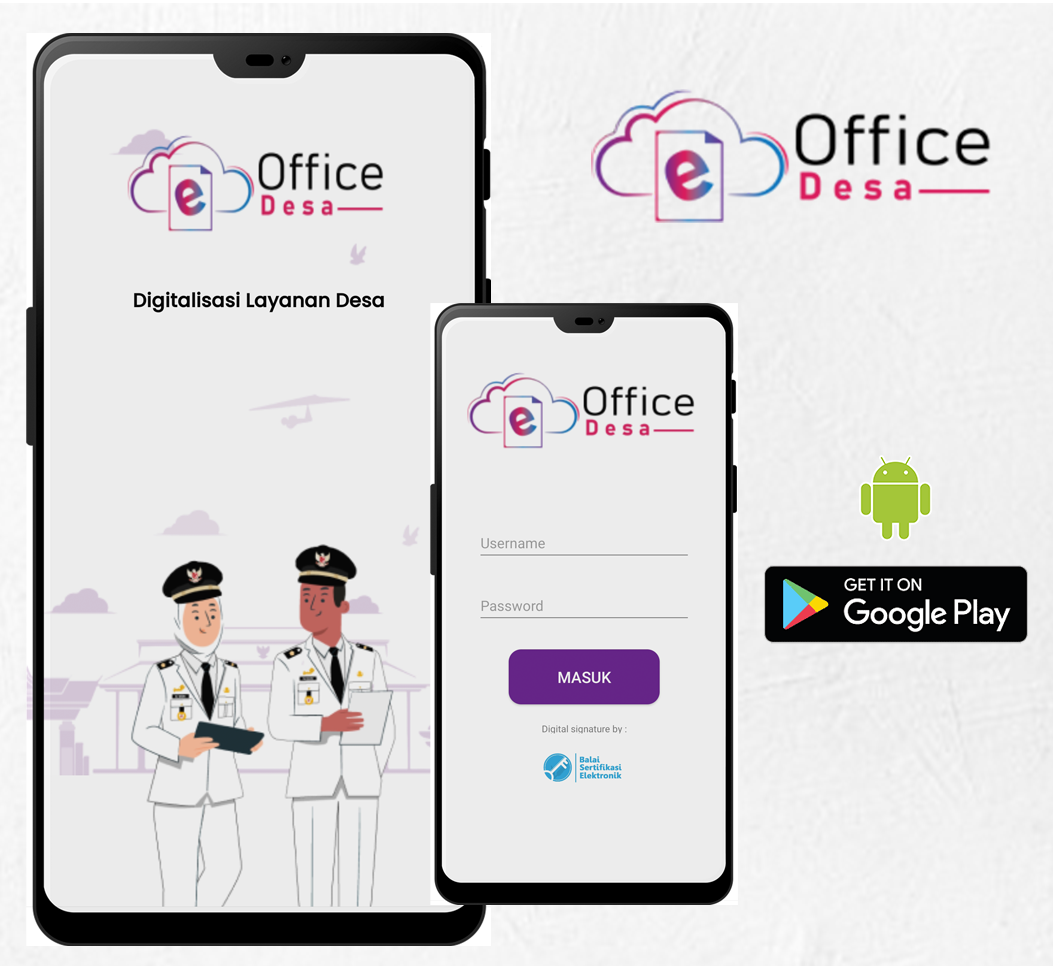 e
Office
Desa
Digitalisasi Layanan Desa
e
Office
Desa
e
Office
Desa
Username
Password
MASUK
Digital signature by :
Balai
Sertifikasi
Elektronik
GET IT ON
Google Play